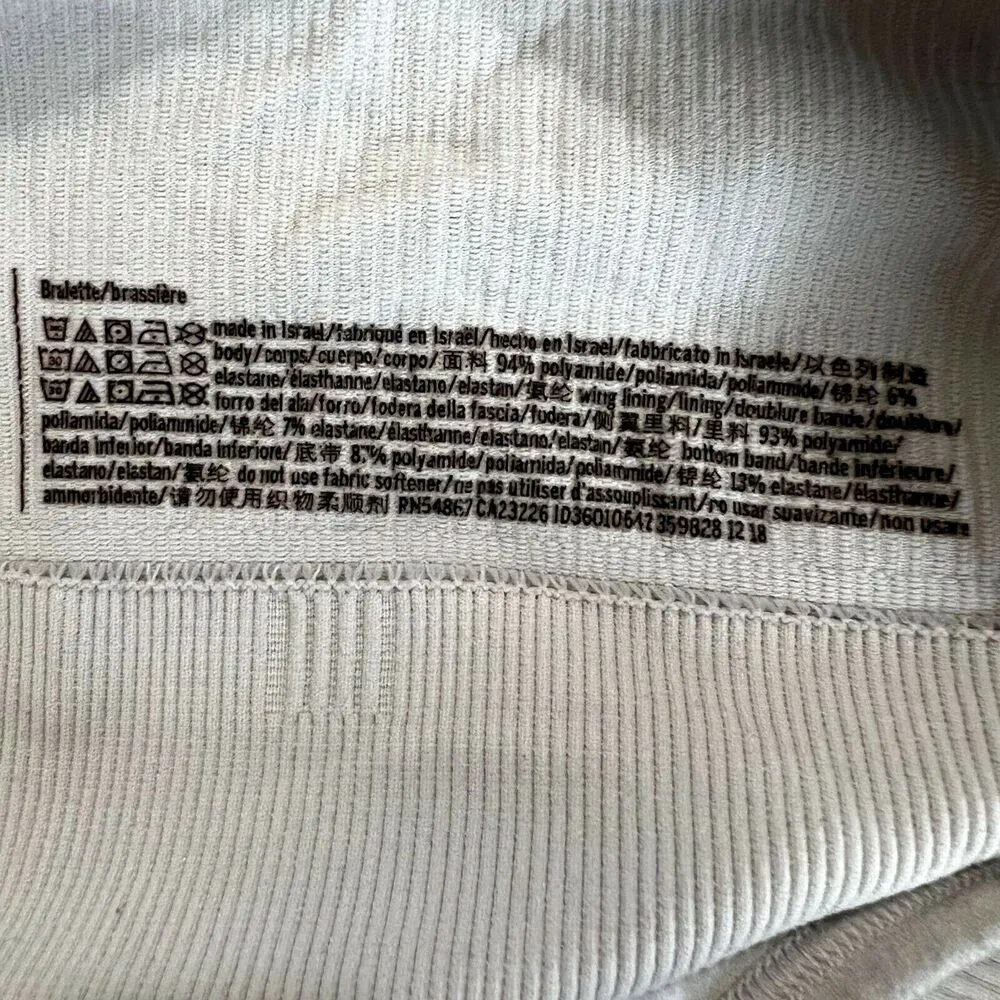 Bralette/brassière
made in Israel/fabriqué en Israël/hecho en Israel/fabbricato in Israele/以色列制造
body/corps/cuerpo/corpo/面料 94% polyamide/poliamida/poliammide/锦纶 6%
elastane/élasthanne/elastano/elastan/氨纶 wing lining/lining/doublure bande/doublure/
forro del ala/forro/fodera della fascia/fodera/侧翼里料/里料 93% polyamide/
poliamida/poliammide/锦纶 7% elastane/élasthanne/elastano/elastan/氨纶 bottom band/bande inférieure/
banda inferior/banda inferiore/底带 87% polyamide/poliamida/poliammide/锦纶 13% elastane/élasthanne/
elastano/elastan/氨纶 do not use fabric softener/ne pas utiliser d'assouplissant/no usar suavizante/non usare
ammorbidente/请勿使用织物柔顺剂 RN54867CA23226 ID36010642 359828 12 18